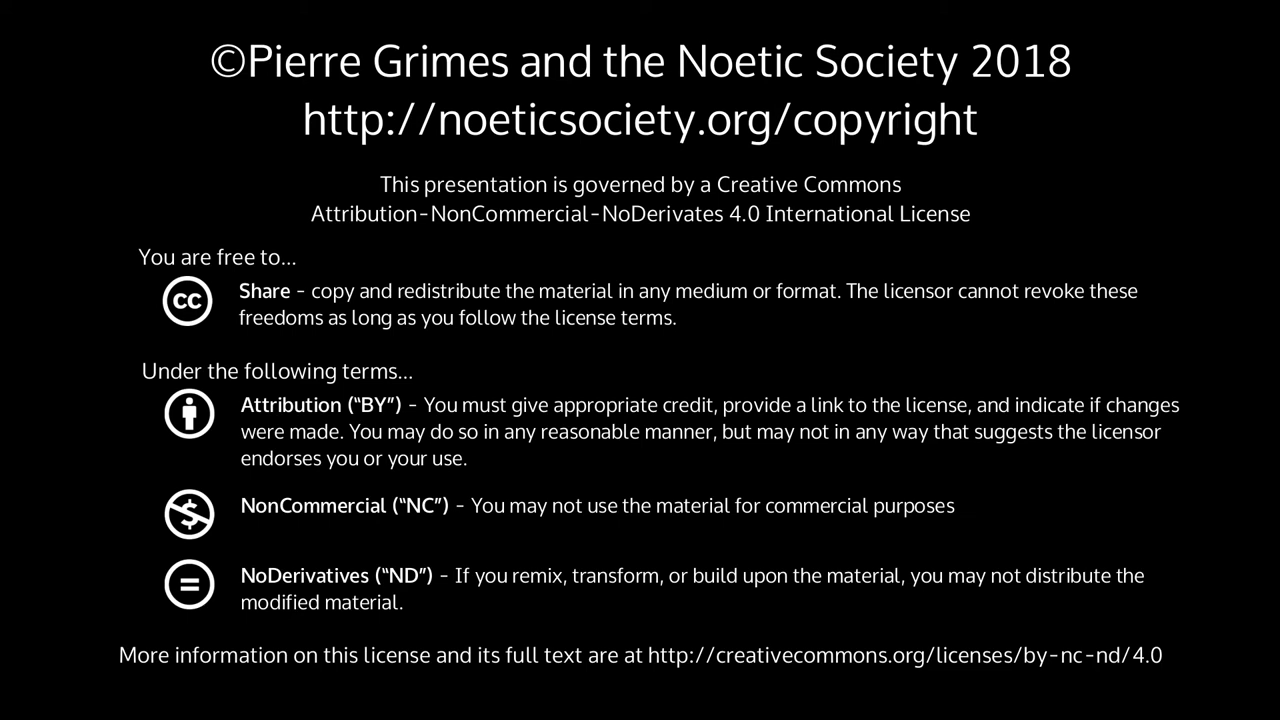 ©Pierre Grimes and the Noetic Society 2018
http://noeticsociety.org/copyright
This presentation is governed by a Creative Commons
Attribution-NonCommercial-NoDerivates 4.0 International License
You are free to...
cc
Share - copy and redistribute the material in any medium or format. The licensor cannot revoke these
freedoms as long as you follow the license terms.
Under the following terms...
Attribution (“BY”) - You must give appropriate credit, provide a link to the license, and indicate if changes
were made. You may do so in any reasonable manner, but may not in any way that suggests the licensor
endorses you or your use.
NonCommercial (“NC”) - You may not use the material for commercial purposes
NoDerivatives (“ND”) - If you remix, transform, or build upon the material, you may not distribute the
modified material.
More information on this license and its full text are at http://creativecommons.org/licenses/by-nc-nd/4.0